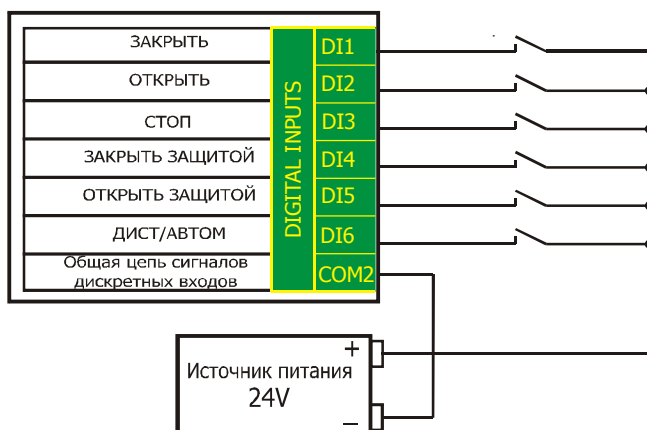 ЗАКРЫТЬ
DI1
ОТКРЫТЬ
DI2
СТОП
DI3
ЗАКРЫТЬ ЗАЩИТОЙ
DI4
ОТКРЫТЬ ЗАЩИТОЙ
DI5
ДИСТ/АВТОМ
DI6
Общая цепь сигналов
дискретных входов
COM2
DIGITAL INPUTS
+
Источник питания
24V
–